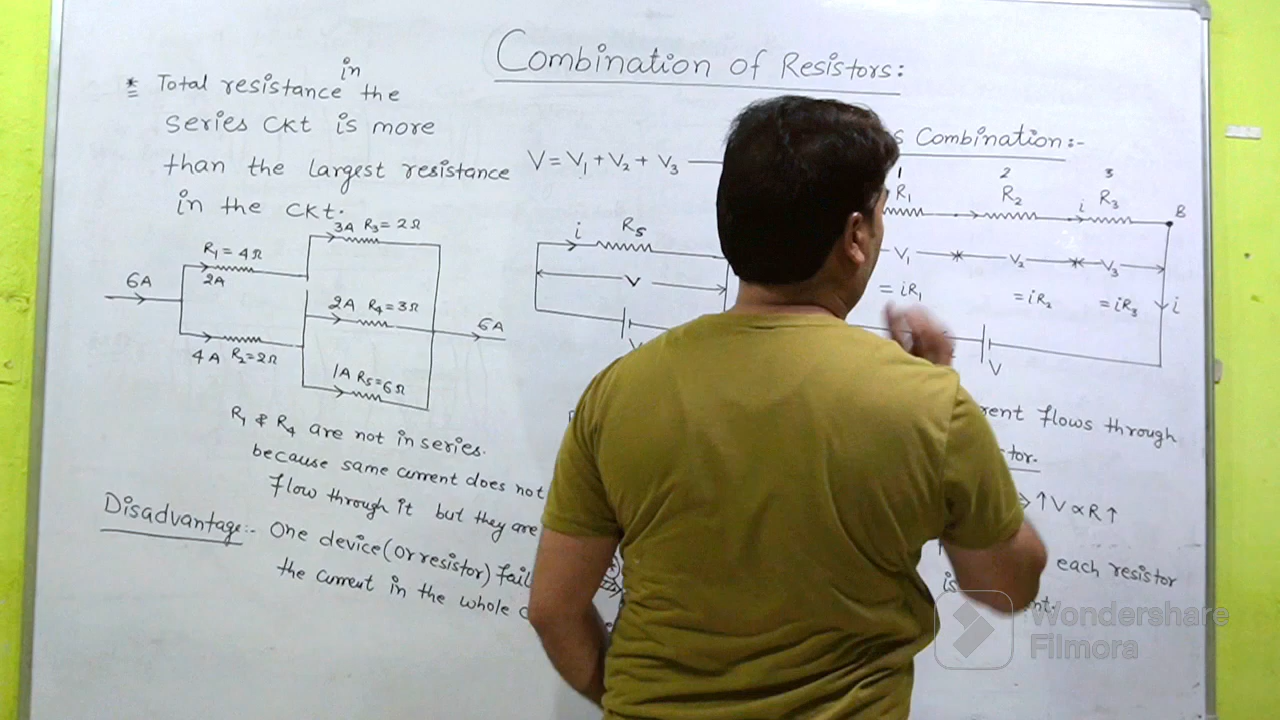 Combination of Resistors:
* Total resistance in the
series ckt is more
than the largest resistance
in the ckt.
R₁ = 4Ω
2A
6A
4A R₂=2Ω
3A R₃= 2Ω
2A R₄= 3Ω
1A R₅=6Ω
6A
R₁ & R₄ are not in series.
because same current does not
flow through it but they are
Disadvantage:- One device (or resistor) fail
the current in the whole
V = V₁ + V₂ + V₃
i Rs
V
V
s Combination:-
1 2 3
R₁ R₂ i R₃ B
V₁ V₂ V₃
= iR₁ = iR₂ = iR₃ i
V
rent flows through
tor.
↑V ∝ R↑
each resistor
is nt.
Wondershare
Filmora